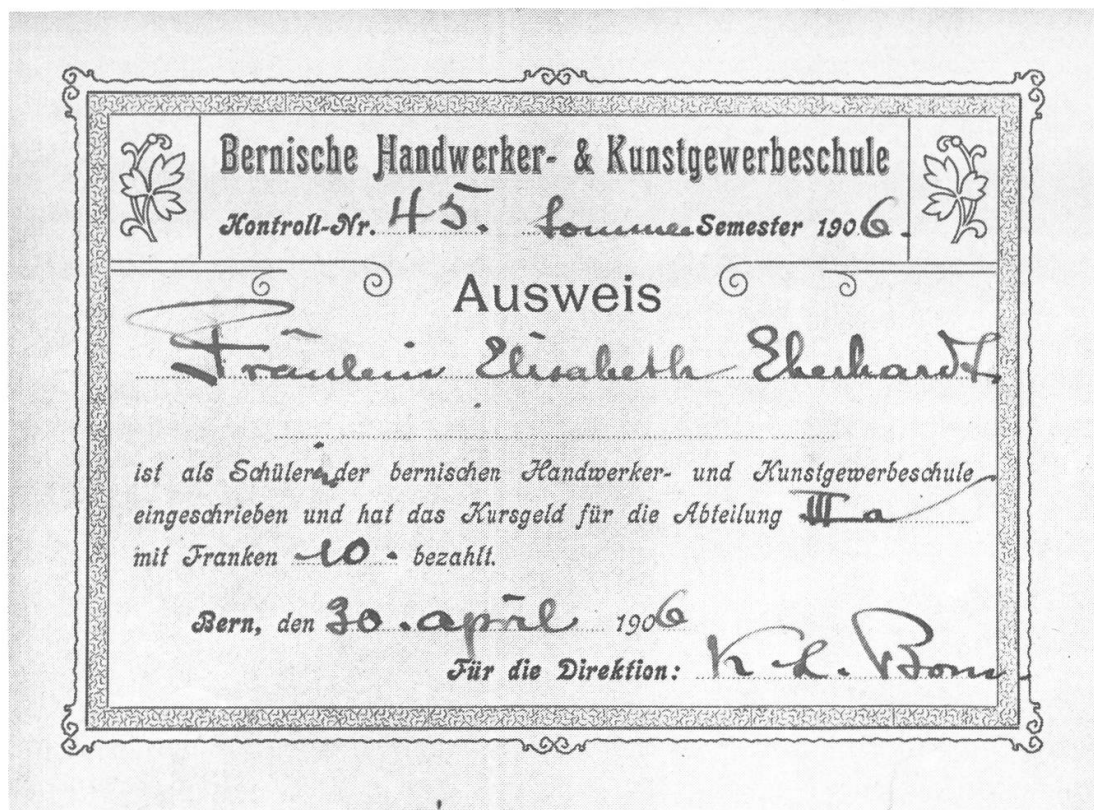 Bernische Handwerker- & Kunstgewerbeschule
Kontroll-Nr. 45. Sommer Semester 1906.
Ausweis
Fräulein Elisabeth Eberhardt
ist als Schülerin der bernischen Handwerker- und Kunstgewerbeschule
eingeschrieben und hat das Kursgeld für die Abteilung III a
mit Franken 10. bezahlt.
Bern, den 30. april 1906
Für die Direktion: